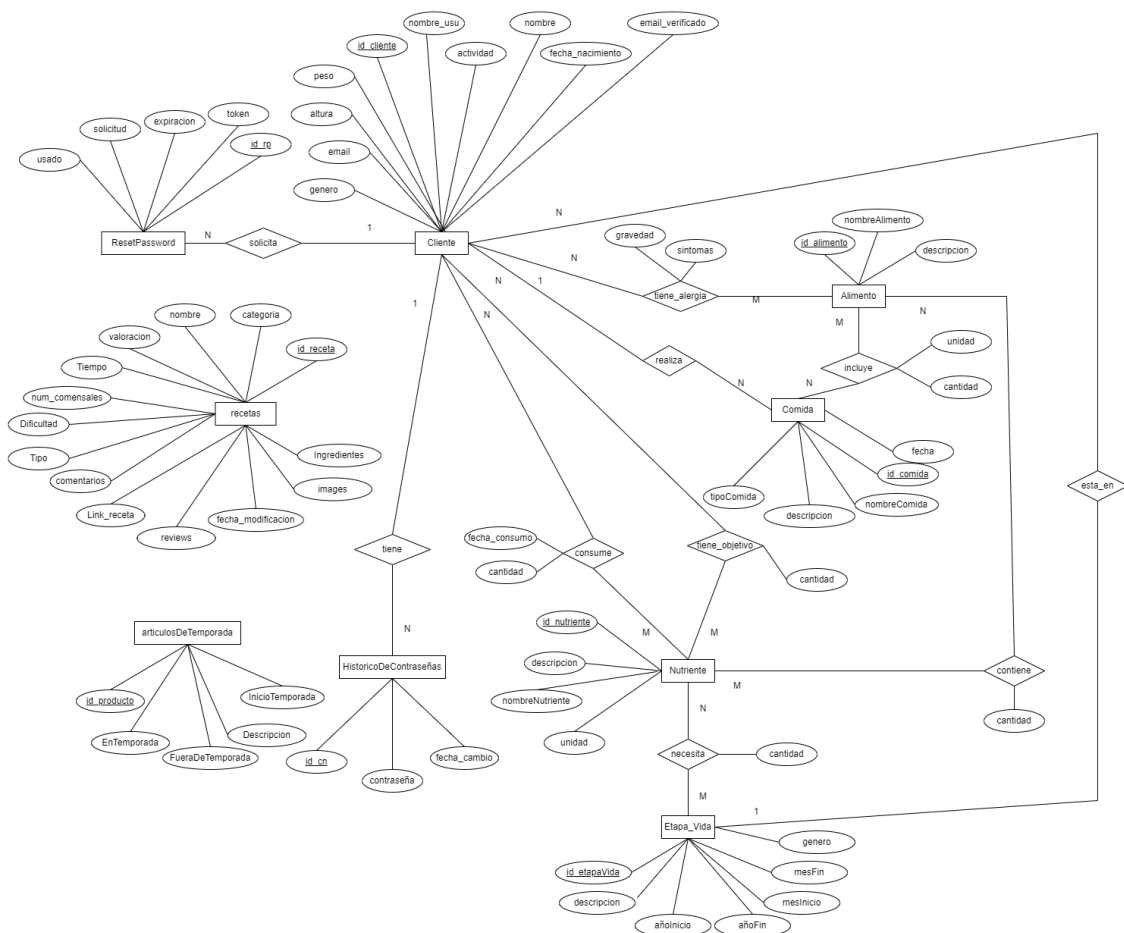 nombre_usu
nombre
email_verificado
id_cliente
actividad
fecha_nacimiento
peso
altura
email
genero
token
expiracion
solicitud
id_rp
usado
ResetPassword
N
solicita
1
Cliente
N
N
1
N
N
1
gravedad
sintomas
tiene_alergia
M
nombreAlimento
id_alimento
descripcion
Alimento
M
N
unidad
incluye
cantidad
N
realiza
N
Comida
fecha
id_comida
nombreComida
descripcion
tipoComida
esta_en
nombre
categoria
valoracion
id_receta
Tiempo
num_comensales
Dificultad
recetas
Tipo
Ingredientes
comentarios
images
Link_receta
fecha_modificacion
reviews
tiene
N
HistoricoDeContraseñas
id_cn
contraseña
fecha_cambio
articulosDeTemporada
id_producto
InicioTemporada
EnTemporada
Descripcion
FueraDeTemporada
fecha_consumo
consume
cantidad
tiene_objetivo
cantidad
M
M
id_nutriente
descripcion
Nutriente
nombreNutriente
unidad
M
contiene
cantidad
N
necesita
cantidad
M
1
Etapa_Vida
genero
id_etapaVida
mesFin
descripcion
mesInicio
añoInicio
añoFin